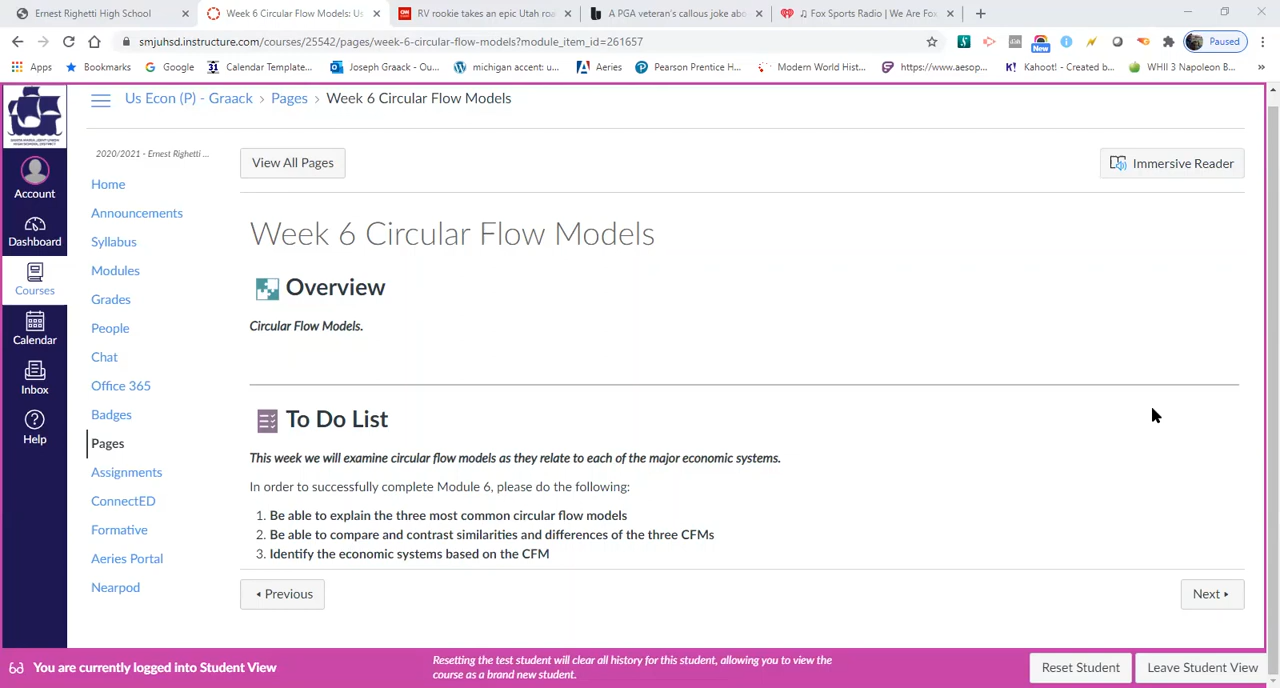 Ernest Righetti High School
Week 6 Circular Flow Models: Us
RV rookie takes an epic Utah roa
A PGA veteran's callous joke abo
♫ Fox Sports Radio | We Are Fox
smjuhsd.instructure.com/courses/25542/pages/week-6-circular-flow-models?module_item_id=261657
New
Paused
Apps
Bookmarks
Google
Calendar Template...
Joseph Graack - Ou...
michigan accent: u...
Aeries
Pearson Prentice H...
Modern World Hist...
https://www.aesop...
Kahoot! - Created b...
WHII 3 Napoleon B...
»
Us Econ (P) - Graack > Pages > Week 6 Circular Flow Models
2020/2021 - Ernest Righetti ...
View All Pages
Immersive Reader
Account
Dashboard
Courses
Calendar
Inbox
Help
Home
Announcements
Syllabus
Modules
Grades
People
Chat
Office 365
Badges
Pages
Assignments
ConnectED
Formative
Aeries Portal
Nearpod
Week 6 Circular Flow Models
Overview
Circular Flow Models.
To Do List
This week we will examine circular flow models as they relate to each of the major economic systems.
In order to successfully complete Module 6, please do the following:
1. Be able to explain the three most common circular flow models
2. Be able to compare and contrast similarities and differences of the three CFMs
3. Identify the economic systems based on the CFM
Previous
Next
You are currently logged into Student View
Resetting the test student will clear all history for this student, allowing you to view the
course as a brand new student.
Reset Student
Leave Student View